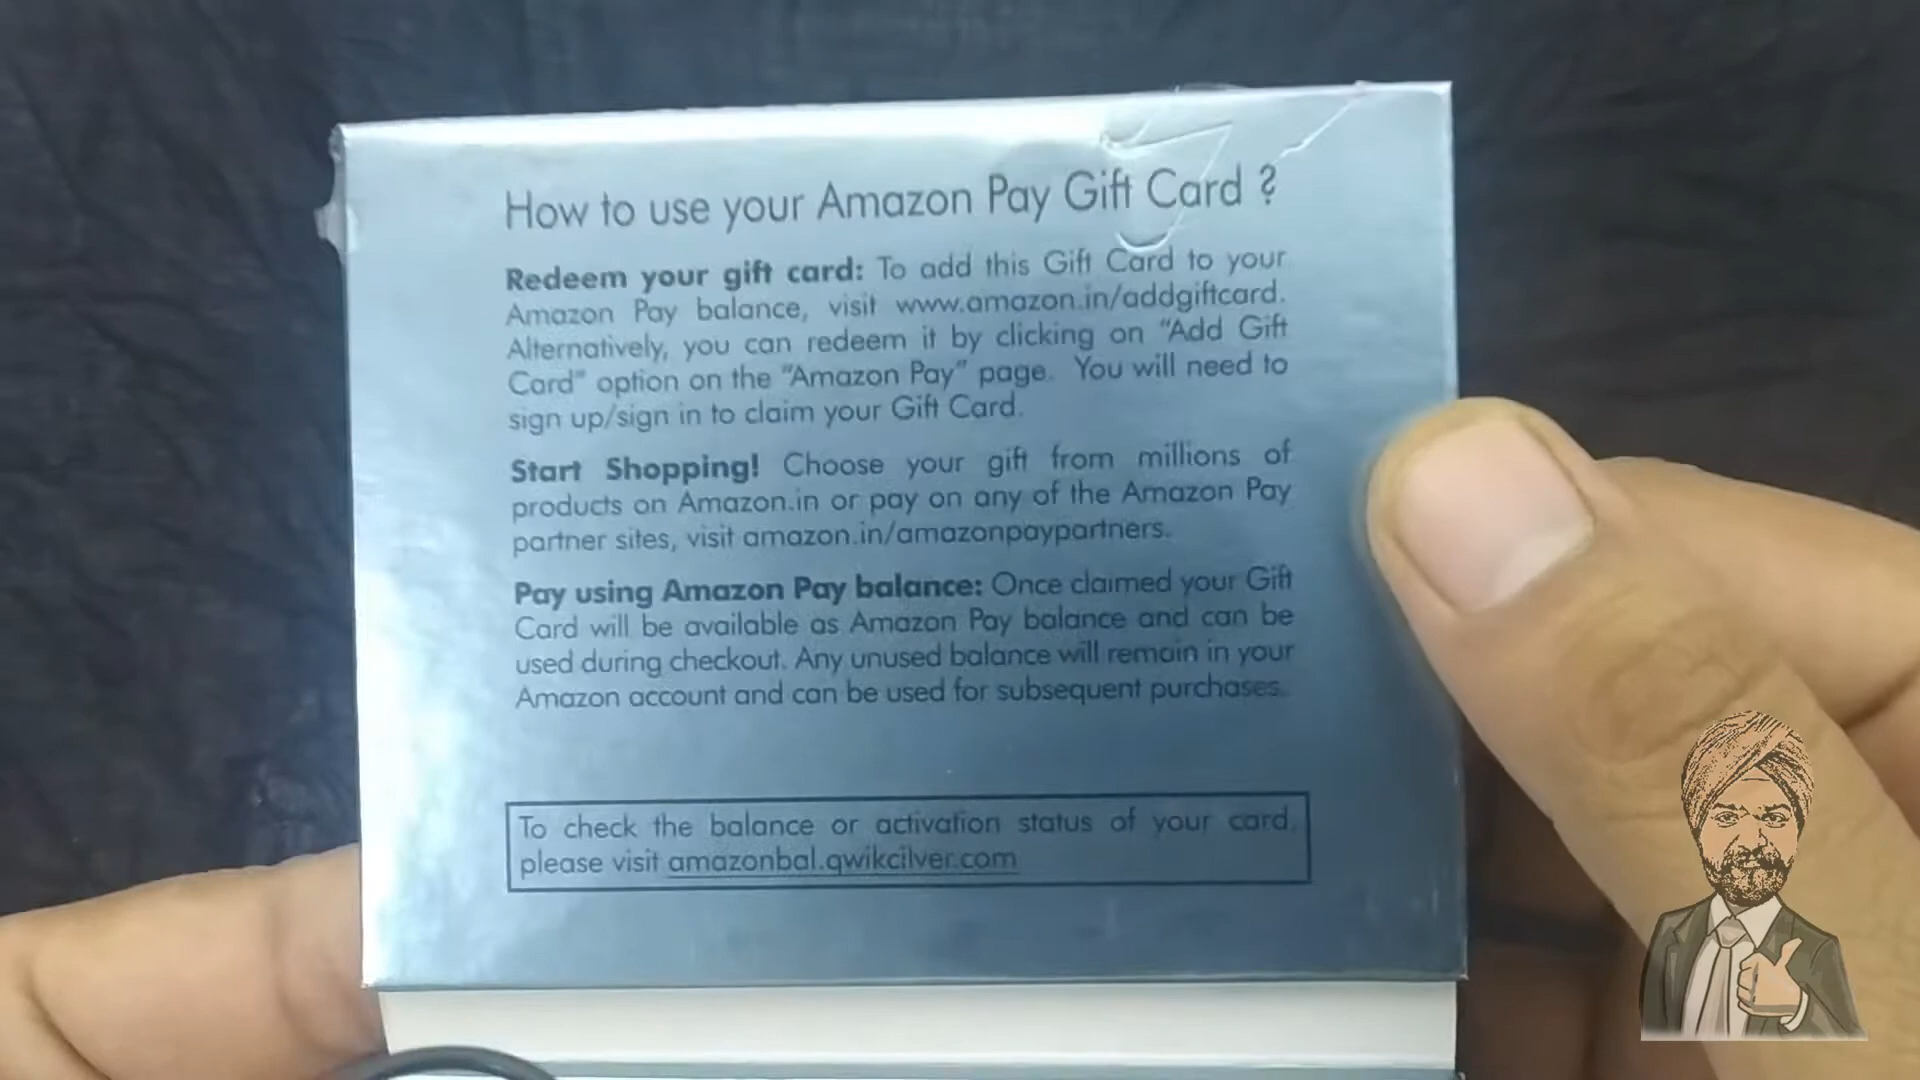 How to use your Amazon Pay Gift Card ?
Redeem your gift card: To add this Gift Card to your
Amazon Pay balance, visit www.amazon.in/addgiftcard.
Alternatively, you can redeem it by clicking on "Add Gift
Card" option on the "Amazon Pay" page. You will need to
sign up/sign in to claim your Gift Card.
Start Shopping! Choose your gift from millions of
products on Amazon.in or pay on any of the Amazon Pay
partner sites, visit amazon.in/amazonpaypartners.
Pay using Amazon Pay balance: Once claimed your Gift
Card will be available as Amazon Pay balance and can be
used during checkout. Any unused balance will remain in your
Amazon account and can be used for subsequent purchases.
To check the balance or activation status of your card,
please visit amazonbal.qwikcilver.com